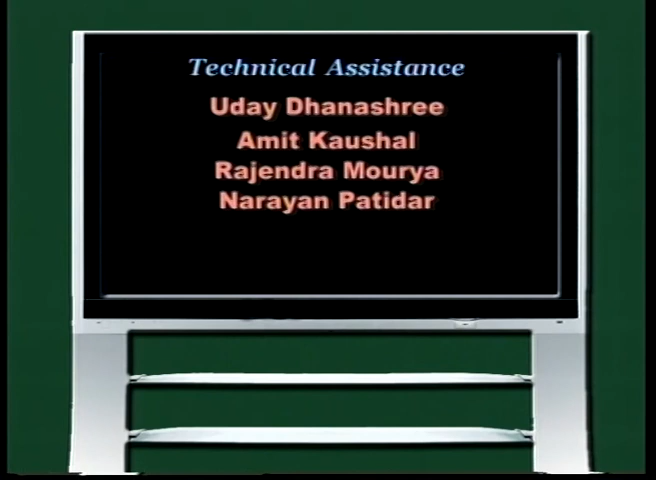 Technical Assistance
Uday Dhanashree
Amit Kaushal
Rajendra Mourya
Narayan Patidar